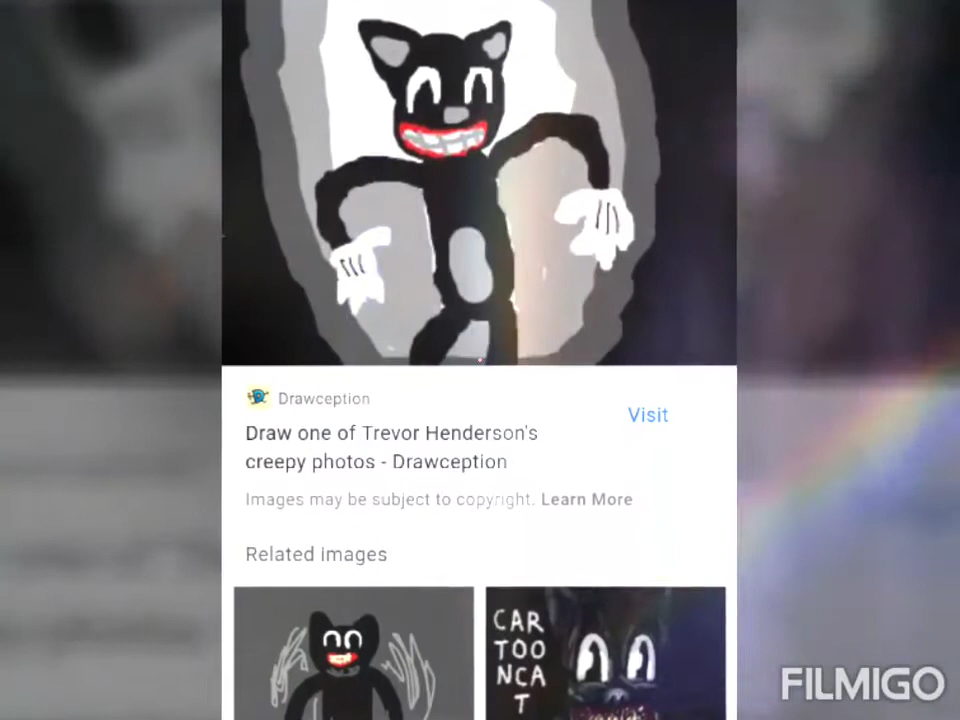 Drawception
Visit
Draw one of Trevor Henderson's
creepy photos - Drawception
Images may be subject to copyright. Learn More
Related images
CAR
TOO
NCA
T
FILMIGO